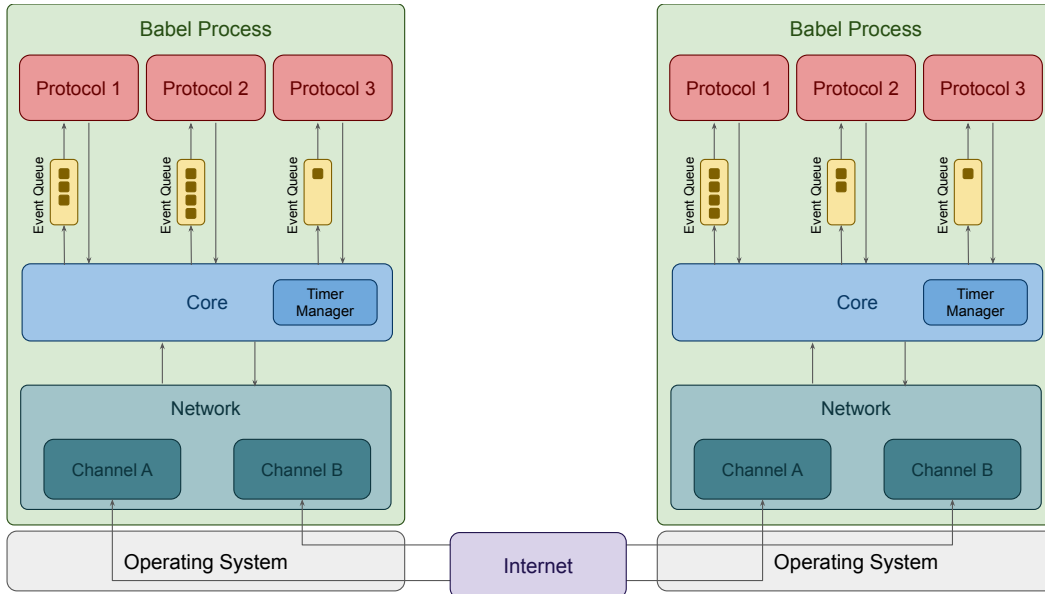 Babel Process
Protocol 1
Protocol 2
Protocol 3
Event Queue
Event Queue
Event Queue
Core
Timer
Manager
Network
Channel A
Channel B
Operating System
Internet
Babel Process
Protocol 1
Protocol 2
Protocol 3
Event Queue
Event Queue
Event Queue
Core
Timer
Manager
Network
Channel A
Channel B
Operating System